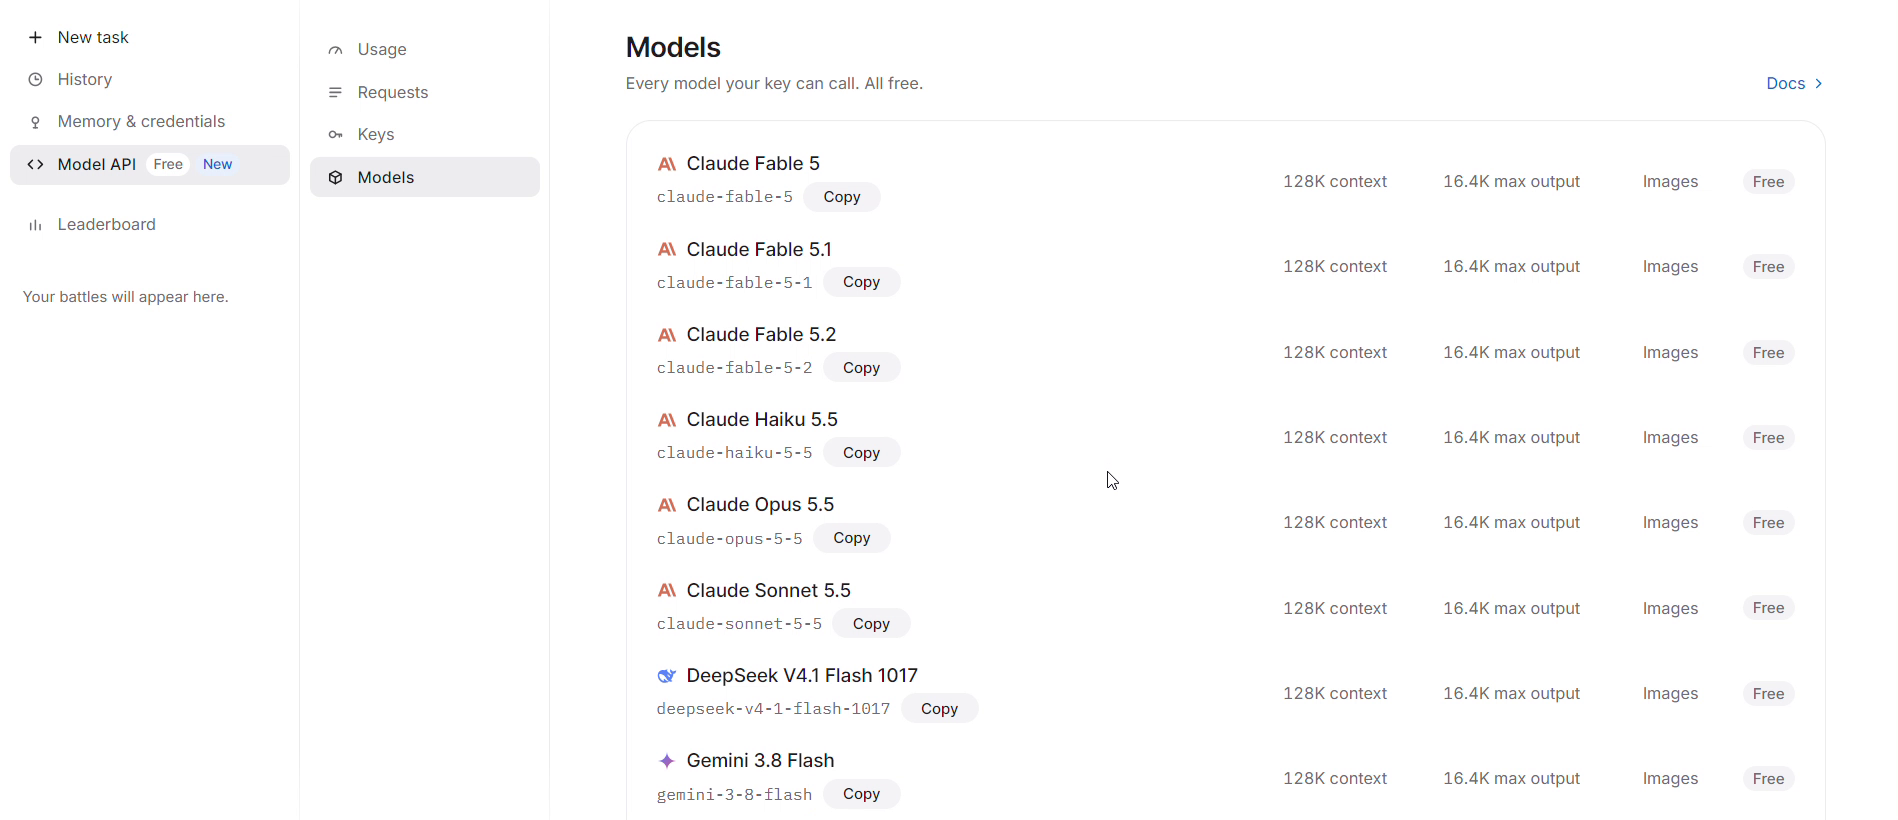 New task
History
Memory & credentials
Model API Free New
Leaderboard
Your battles will appear here.
Usage
Requests
Keys
Models
Models
Every model your key can call. All free.
Docs
Claude Fable 5
claude-fable-5 Copy
128K context 16.4K max output Images Free
Claude Fable 5.1
claude-fable-5-1 Copy
128K context 16.4K max output Images Free
Claude Fable 5.2
claude-fable-5-2 Copy
128K context 16.4K max output Images Free
Claude Haiku 5.5
claude-haiku-5-5 Copy
128K context 16.4K max output Images Free
Claude Opus 5.5
claude-opus-5-5 Copy
128K context 16.4K max output Images Free
Claude Sonnet 5.5
claude-sonnet-5-5 Copy
128K context 16.4K max output Images Free
DeepSeek V4.1 Flash 1017
deepseek-v4-1-flash-1017 Copy
128K context 16.4K max output Images Free
Gemini 3.8 Flash
gemini-3-8-flash Copy
128K context 16.4K max output Images Free